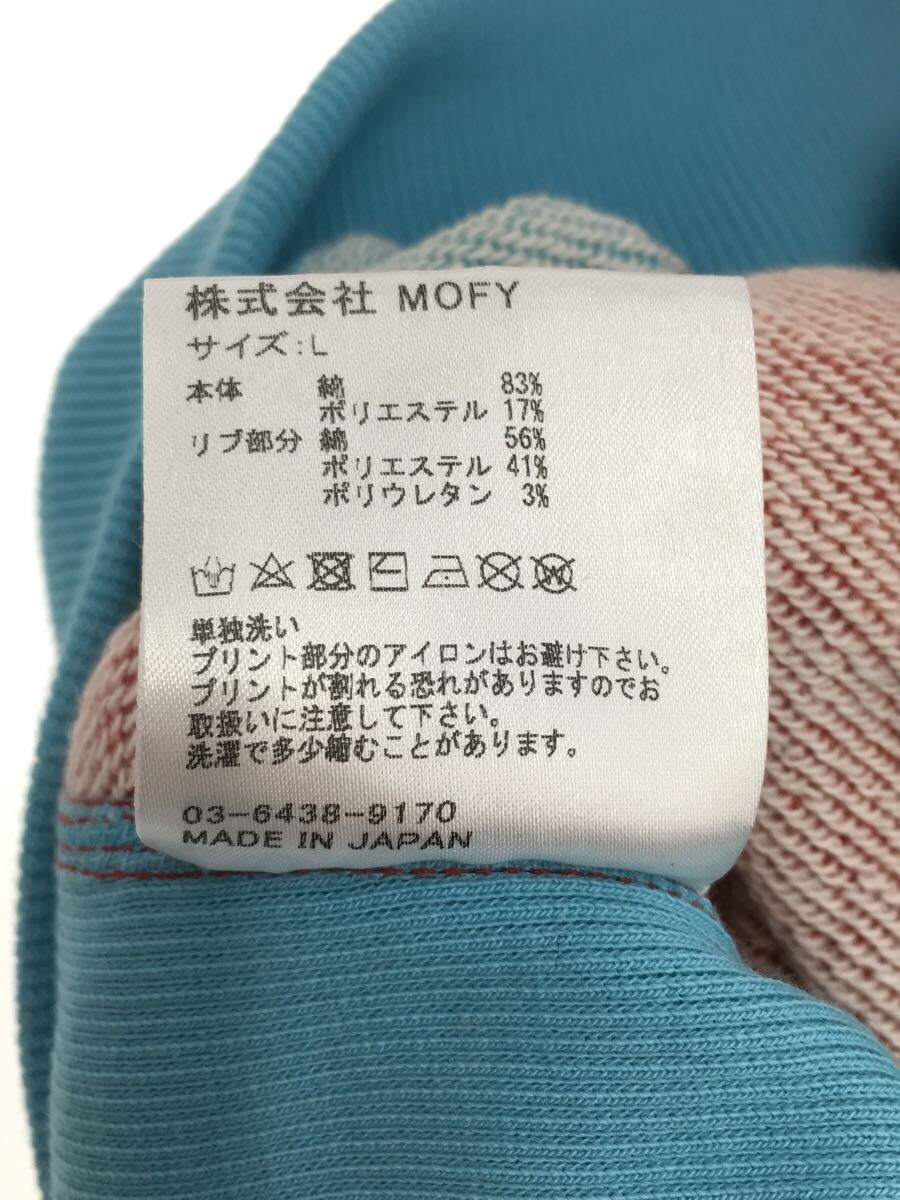 株式会社 MOFY
サイズ:L
本体 綿 83%
ポリエステル 17%
リブ部分 綿 56%
ポリエステル 41%
ポリウレタン 3%
単独洗い
プリント部分のアイロンはお避け下さい。
プリントが割れる恐れがありますのでお
取扱いに注意して下さい。
洗濯で多少縮むことがあります。
03-6438-9170
MADE IN JAPAN